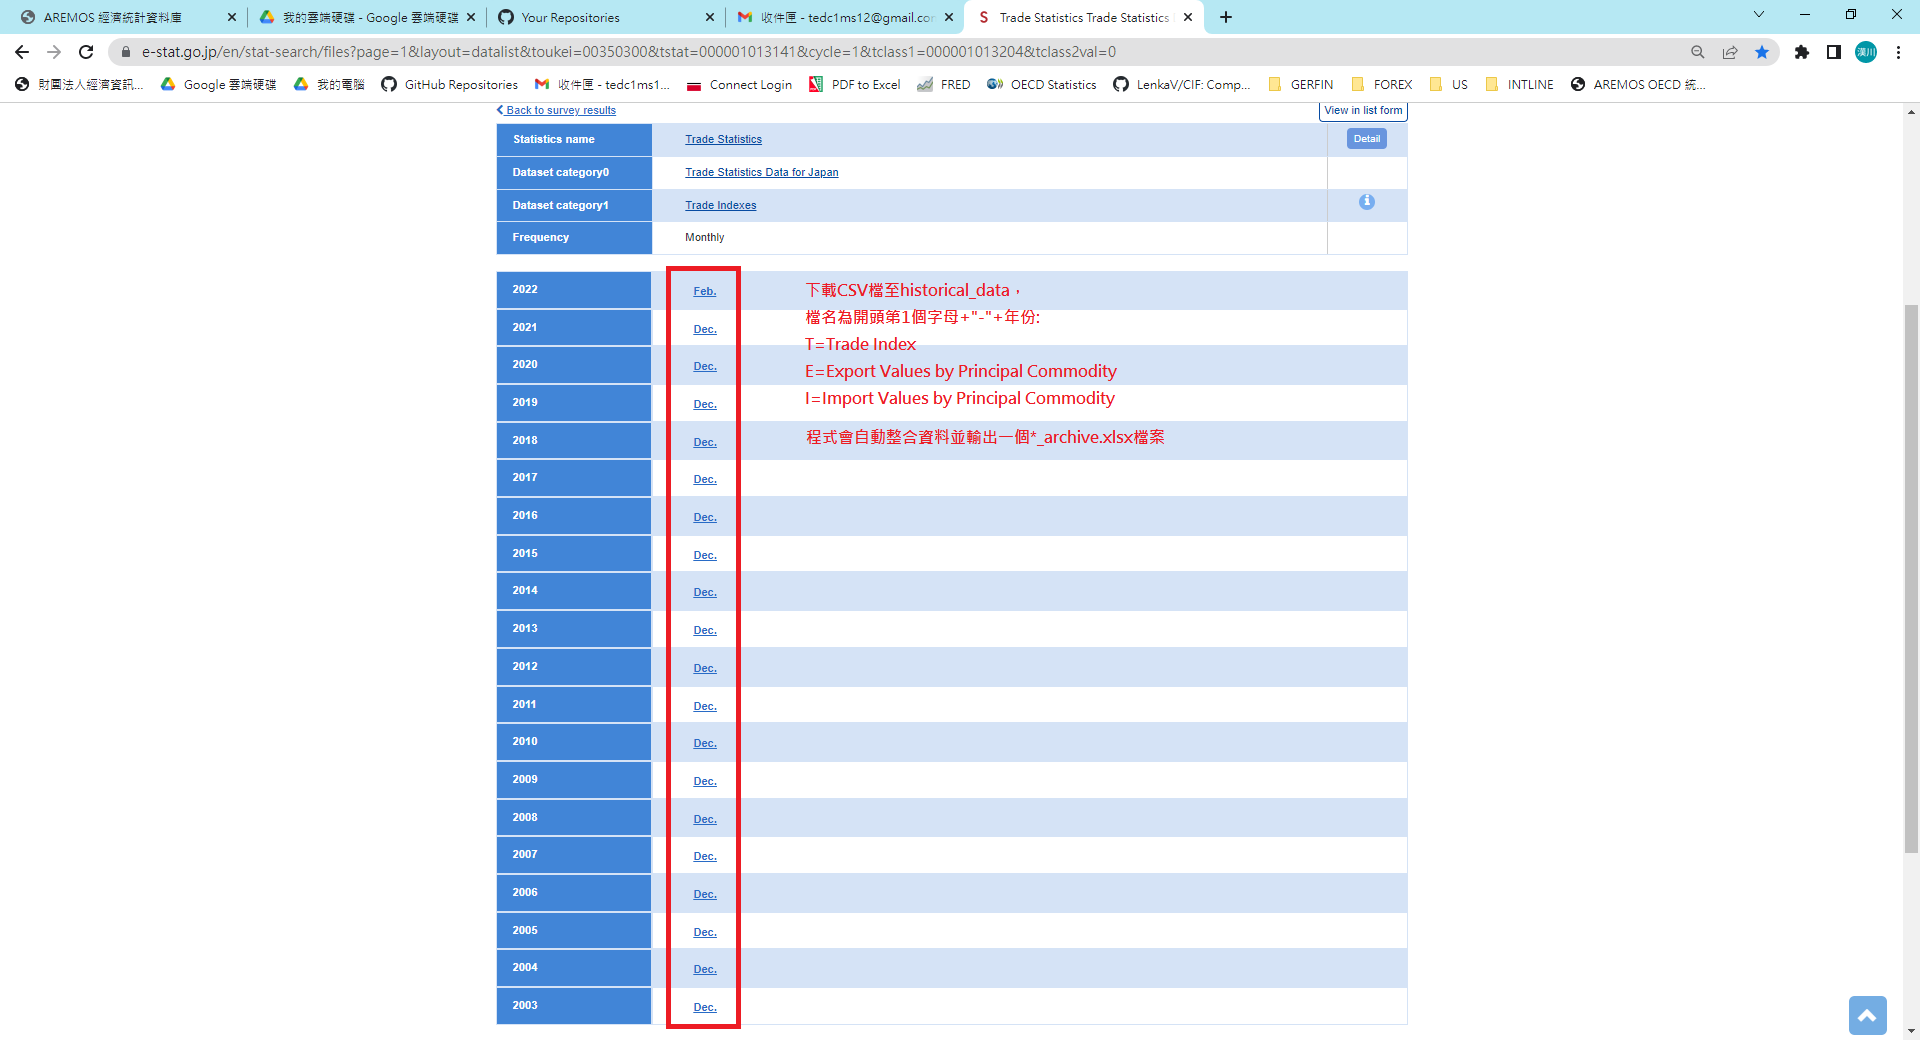 AREMOS 經濟統計資料庫
我的雲端硬碟 - Google 雲端硬碟
Your Repositories
收件匣 - tedc1ms12@gmail.co
Trade Statistics Trade Statistics
e-stat.go.jp/en/stat-search/files?page=1&layout=datalist&toukei=00350300&tstat=000001013141&cycle=1&tclass1=000001013204&tclass2val=0
漢川
財團法人經濟資訊...
Google 雲端硬碟
我的電腦
GitHub Repositories
收件匣 - tedc1ms1...
Connect Login
PDF to Excel
FRED
OECD Statistics
LenkaV/CIF: Comp...
GERFIN
FOREX
US
INTLINE
AREMOS OECD 統...
Back to survey results
View in list form
Statistics name
Trade Statistics
Detail
Dataset category0
Trade Statistics Data for Japan
Dataset category1
Trade Indexes
Frequency
Monthly
2022
Feb.
下載CSV檔至historical_data，
檔名為開頭第1個字母+"-"+年份:
2021
Dec.
T=Trade Index
2020
Dec.
E=Export Values by Principal Commodity
2019
Dec.
I=Import Values by Principal Commodity
2018
Dec.
程式會自動整合資料並輸出一個*_archive.xlsx檔案
2017
Dec.
2016
Dec.
2015
Dec.
2014
Dec.
2013
Dec.
2012
Dec.
2011
Dec.
2010
Dec.
2009
Dec.
2008
Dec.
2007
Dec.
2006
Dec.
2005
Dec.
2004
Dec.
2003
Dec.